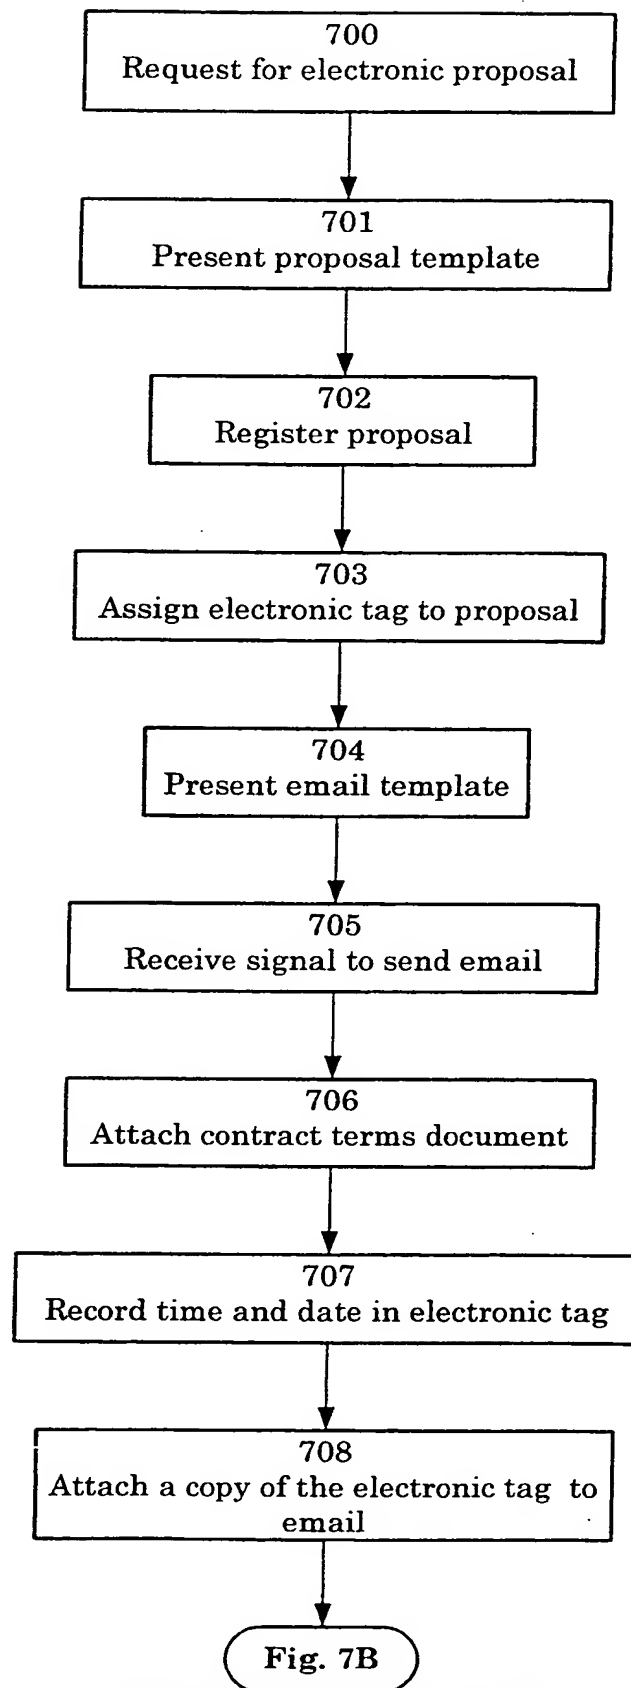 700
Request for electronic proposal
701
Present proposal template
702
Register proposal
703
Assign electronic tag to proposal
704
Present email template
705
Receive signal to send email
706
Attach contract terms document
707
Record time and date in electronic tag
708
Attach a copy of the electronic tag to
email
Fig. 7B